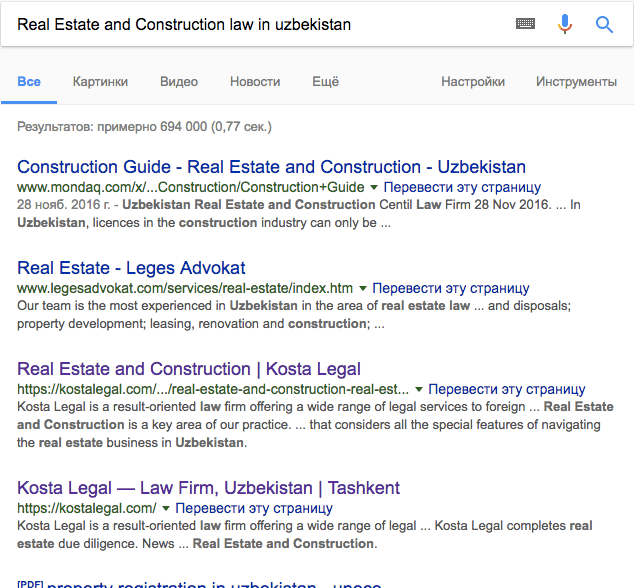 Real Estate and Construction law in uzbekistan
Все Картинки Видео Новости Ещё Настройки Инструменты
Результатов: примерно 694 000 (0,77 сек.)
Construction Guide - Real Estate and Construction - Uzbekistan
www.mondaq.com/x/...Construction/Construction+Guide ▼ Перевести эту страницу
28 нояб. 2016 г. - Uzbekistan Real Estate and Construction Centil Law Firm 28 Nov 2016. ... In
Uzbekistan, licences in the construction industry can only be ...
Real Estate - Leges Advokat
www.legesadvokat.com/services/real-estate/index.htm ▼ Перевести эту страницу
Our team is the most experienced in Uzbekistan in the area of real estate law ... and disposals;
property development; leasing, renovation and construction; ...
Real Estate and Construction | Kosta Legal
https://kostalegal.com/.../real-estate-and-construction-real-est... ▼ Перевести эту страницу
Kosta Legal is a result-oriented law firm offering a wide range of legal services to foreign ... Real Estate
and Construction is a key area of our practice. ... that considers all the special features of navigating
the real estate business in Uzbekistan.
Kosta Legal — Law Firm, Uzbekistan | Tashkent
https://kostalegal.com/ ▼ Перевести эту страницу
Kosta Legal is a result-oriented law firm offering a wide range of legal ... Kosta Legal completes real
estate due diligence. News ... Real Estate and Construction.
[PDF] property registration in uzbekistan - unece